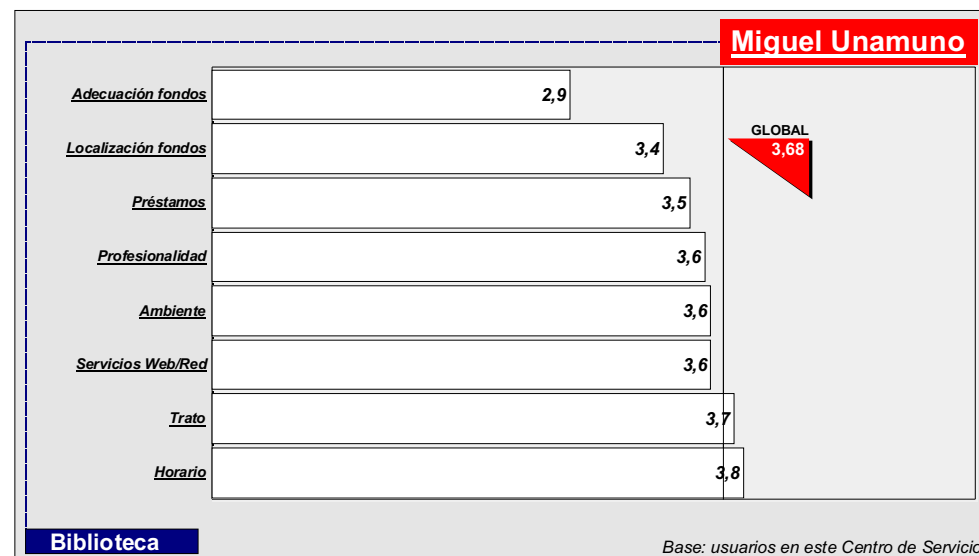 Miguel Unamuno
Adecuación fondos
2,9
GLOBAL
3,68
Localización fondos
3,4
Préstamos
3,5
Profesionalidad
3,6
Ambiente
3,6
Servicios Web/Red
3,6
Trato
3,7
Horario
3,8
Biblioteca
Base: usuarios en este Centro de Servicio